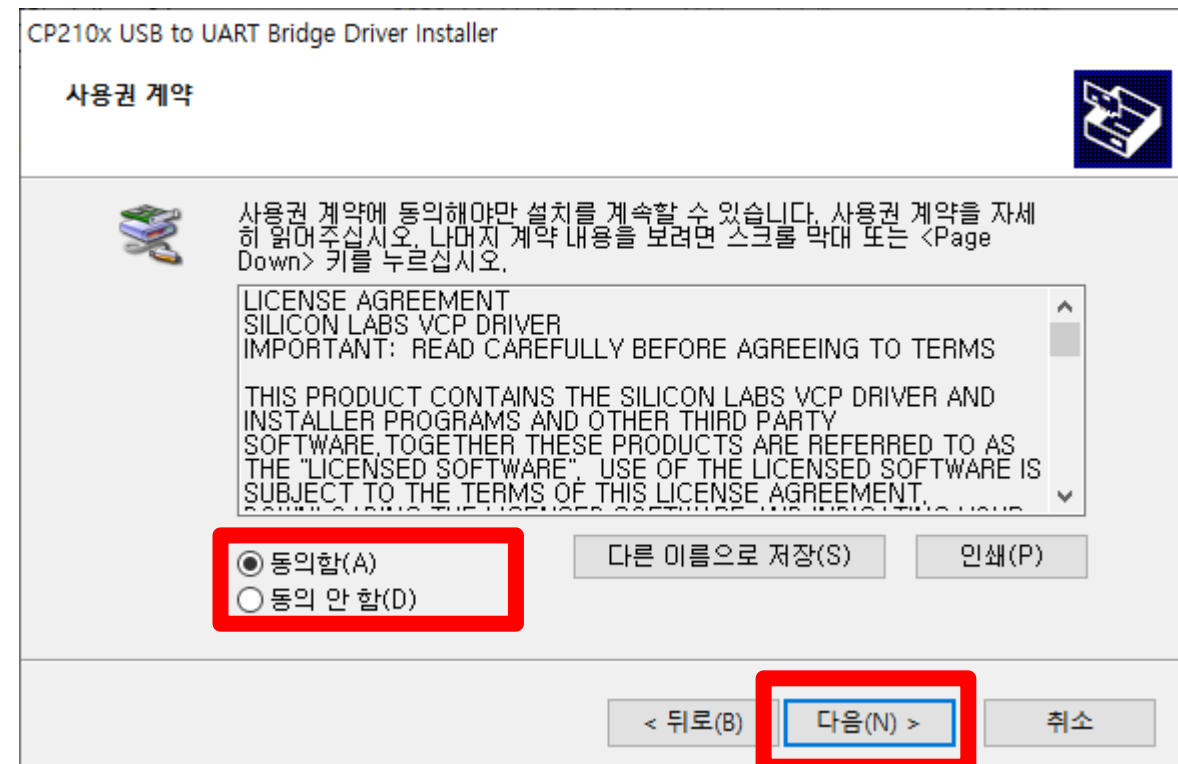 CP210x USB to UART Bridge Driver Installer
사용권 계약
사용권 계약에 동의해야만 설치를 계속할 수 있습니다. 사용권 계약을 자세
히 읽어주십시오. 나머지 계약 내용을 보려면 스크롤 막대 또는 <Page
Down> 키를 누르십시오.
LICENSE AGREEMENT
SILICON LABS VCP DRIVER
IMPORTANT: READ CAREFULLY BEFORE AGREEING TO TERMS
THIS PRODUCT CONTAINS THE SILICON LABS VCP DRIVER AND
INSTALLER PROGRAMS AND OTHER THIRD PARTY
SOFTWARE.TOGETHER THESE PRODUCTS ARE REFERRED TO AS
THE "LICENSED SOFTWARE". USE OF THE LICENSED SOFTWARE IS
SUBJECT TO THE TERMS OF THIS LICENSE AGREEMENT.
동의함(A)
다른 이름으로 저장(S)
인쇄(P)
동의 안 함(D)
< 뒤로(B)
다음(N) >
취소